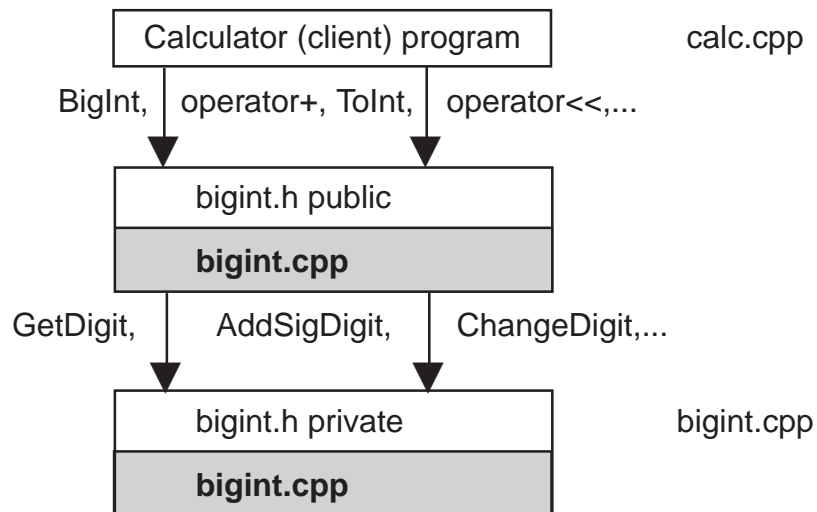 Calculator (client) program calc.cpp
BigInt, operator+, ToInt, operator<<,...
bigint.h public
bigint.cpp
GetDigit, AddSigDigit, ChangeDigit,...
bigint.h private bigint.cpp
bigint.cpp